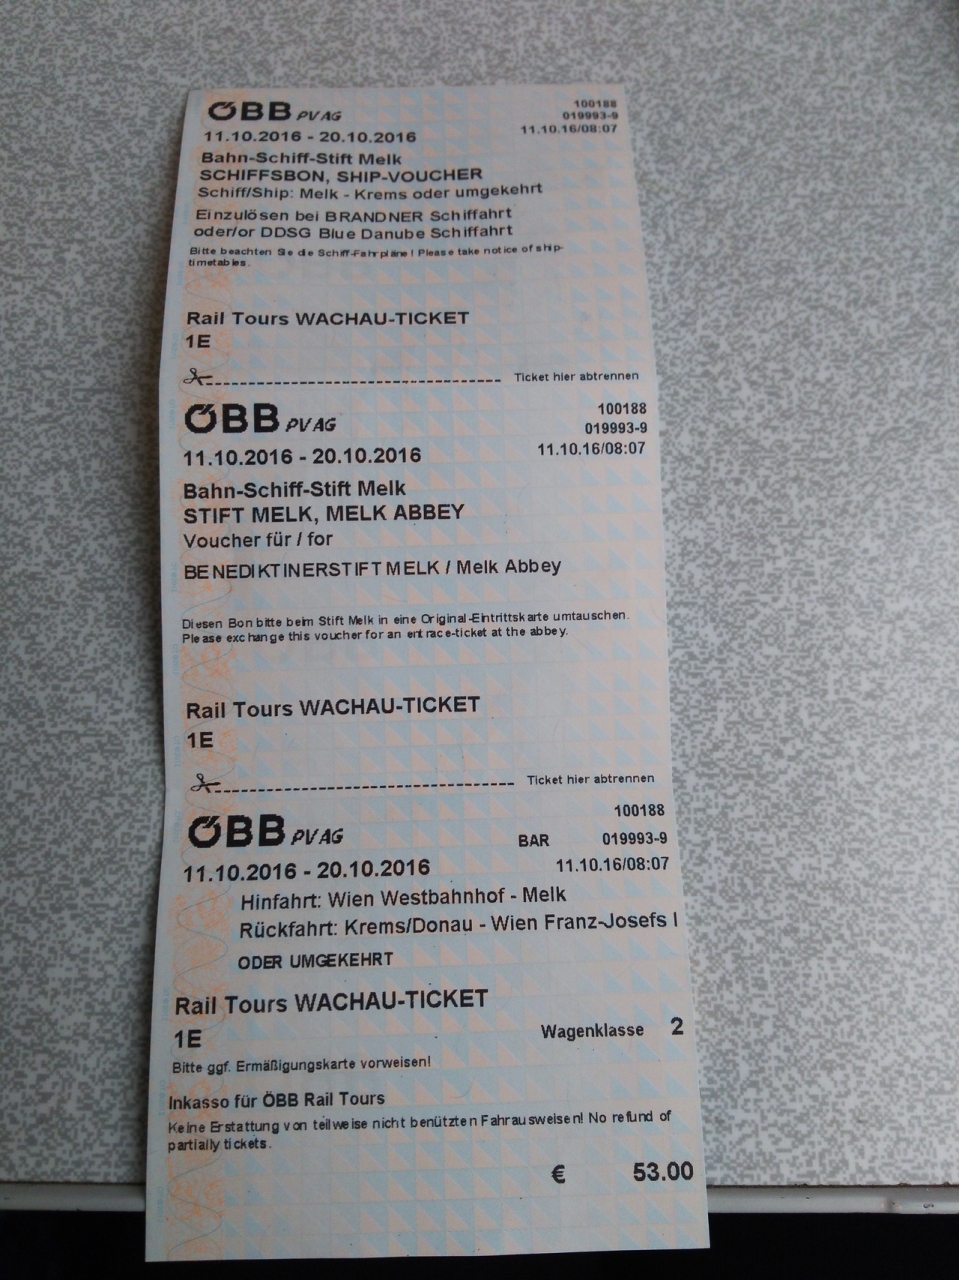 ÖBB PV AG
100188
019993-9
11.10.2016 - 20.10.2016
11.10.16/08:07
Bahn-Schiff-Stift Melk
SCHIFFSBON, SHIP-VOUCHER
Schiff/Ship: Melk - Krems oder umgekehrt
Einzulösen bei BRANDNER Schiffahrt
oder/or DDSG Blue Danube Schiffahrt
Bitte beachten Sie die Schiff-Fahrpläne! Please take notice of ship-
timetables.
Rail Tours WACHAU-TICKET
1E
Ticket hier abtrennen
ÖBB PV AG
100188
019993-9
11.10.2016 - 20.10.2016
11.10.16/08:07
Bahn-Schiff-Stift Melk
STIFT MELK, MELK ABBEY
Voucher für / for
BENEDIKTINERSTIFT MELK / Melk Abbey
Diesen Bon bitte beim Stift Melk in eine Original-Eintrittskarte umtauschen.
Please exchange this voucher for an entrace-ticket at the abbey.
Rail Tours WACHAU-TICKET
1E
Ticket hier abtrennen
100188
ÖBB PV AG
BAR 019993-9
11.10.2016 - 20.10.2016
11.10.16/08:07
Hinfahrt: Wien Westbahnhof - Melk
Rückfahrt: Krems/Donau - Wien Franz-Josefs
ODER UMGEKEHRT
Rail Tours WACHAU-TICKET
1E
Wagenklasse 2
Bitte ggf. Ermäßigungskarte vorweisen!
Inkasso für ÖBB Rail Tours
Keine Erstattung von teilweise nicht benützten Fahrausweisen! No refund of
partially tickets.
€ 53.00